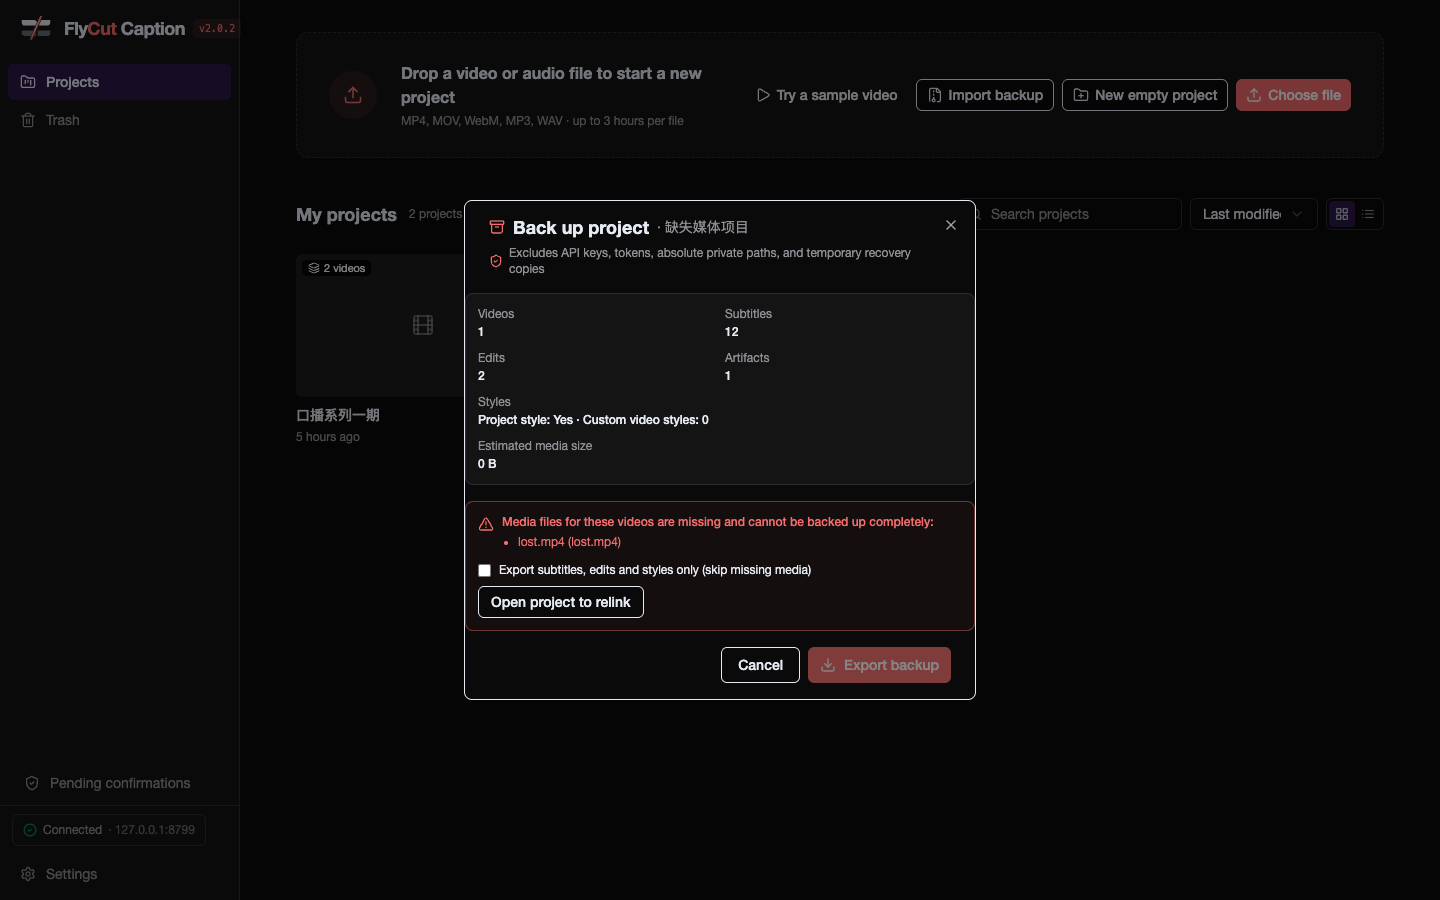 FlyCut Caption v2.0.2
Projects
Trash
Drop a video or audio file to start a new
project
MP4, MOV, WebM, MP3, WAV · up to 3 hours per file
Try a sample video
Import backup
New empty project
Choose file
My projects 2 projects
Search projects
Last modifie
2 videos
口播系列一期
5 hours ago
Back up project · 缺失媒体项目
Excludes API keys, tokens, absolute private paths, and temporary recovery
copies
Videos
1
Subtitles
12
Edits
2
Artifacts
1
Styles
Project style: Yes · Custom video styles: 0
Estimated media size
0 B
Media files for these videos are missing and cannot be backed up completely:
• lost.mp4 (lost.mp4)
Export subtitles, edits and styles only (skip missing media)
Open project to relink
Cancel
Export backup
Pending confirmations
Connected · 127.0.0.1:8799
Settings